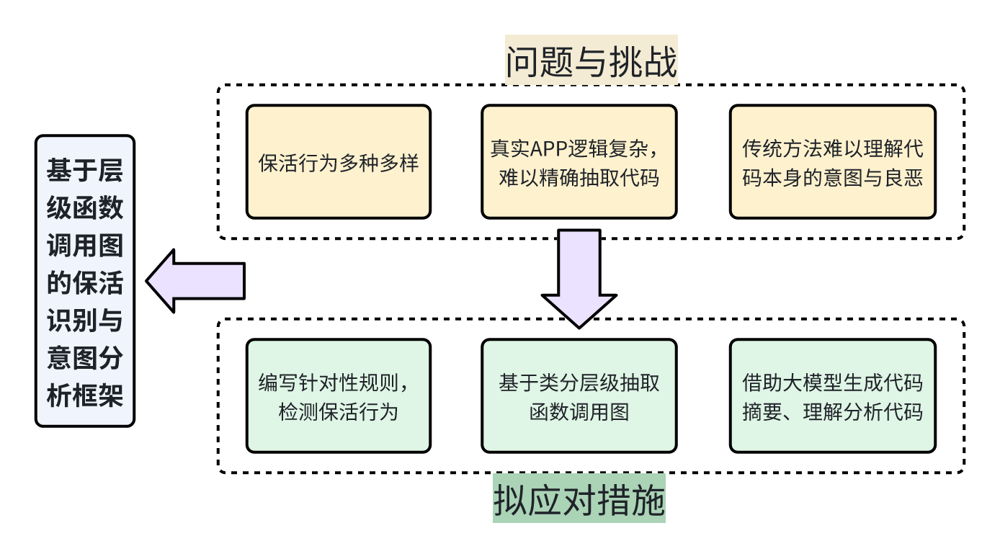 问题与挑战
保活行为多种多样
真实APP逻辑复杂，
难以精确抽取代码
传统方法难以理解代
码本身的意图与良恶
基于层
级函数
调用图
的保活
识别与
意图分
析框架
编写针对性规则，
检测保活行为
基于类分层级抽取
函数调用图
借助大模型生成代码
摘要、理解分析代码
拟应对措施